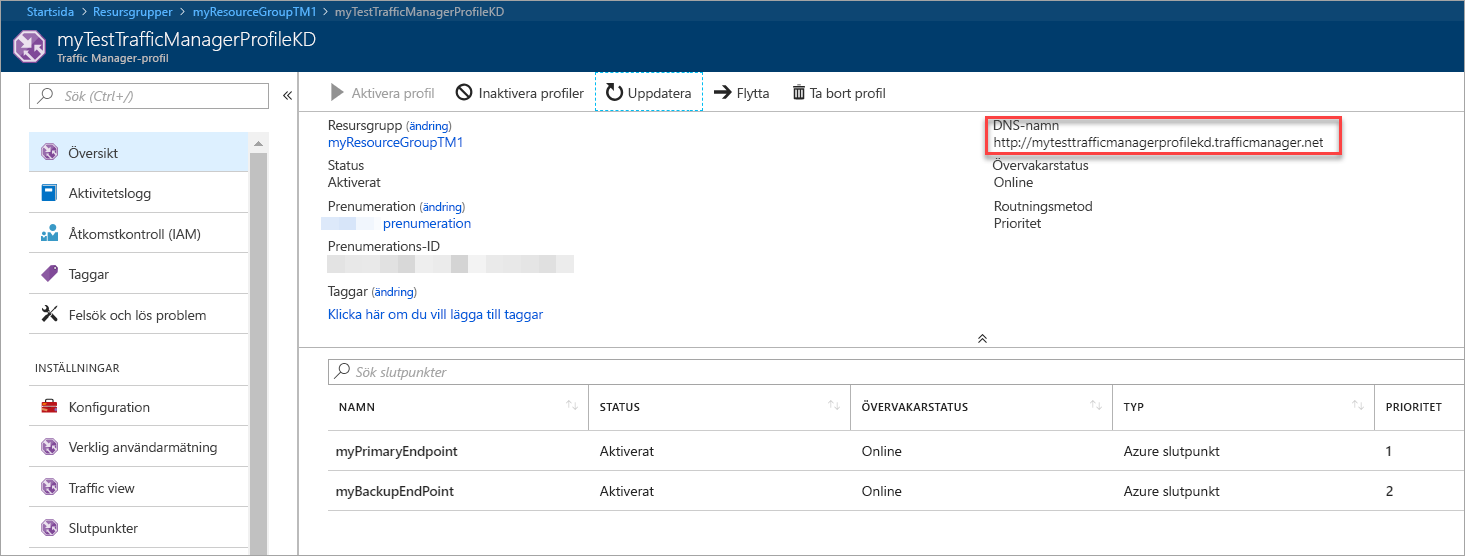 Startsida > Resursgrupper > myResourceGroupTM1 > myTestTrafficManagerProfileKD
myTestTrafficManagerProfileKD
Traffic Manager-profil
Sök (Ctrl+/)
Översikt
Aktivitetslogg
Åtkomstkontroll (IAM)
Taggar
Felsök och lös problem
INSTÄLLNINGAR
Konfiguration
Verklig användarmätning
Traffic view
Slutpunkter
Aktivera profil Inaktivera profiler Uppdatera Flytta Ta bort profil
Resursgrupp (ändring)
myResourceGroupTM1
Status
Aktiverat
Prenumeration (ändring)
prenumeration
Prenumerations-ID
Taggar (ändring)
Klicka här om du vill lägga till taggar
DNS-namn
http://mytesttrafficmanagerprofilekd.trafficmanager.net
Övervakarstatus
Online
Routningsmetod
Prioritet
Sök slutpunkter
NAMN STATUS ÖVERVAKARSTATUS TYP PRIORITET
myPrimaryEndpoint Aktiverat Online Azure slutpunkt 1
myBackupEndPoint Aktiverat Online Azure slutpunkt 2